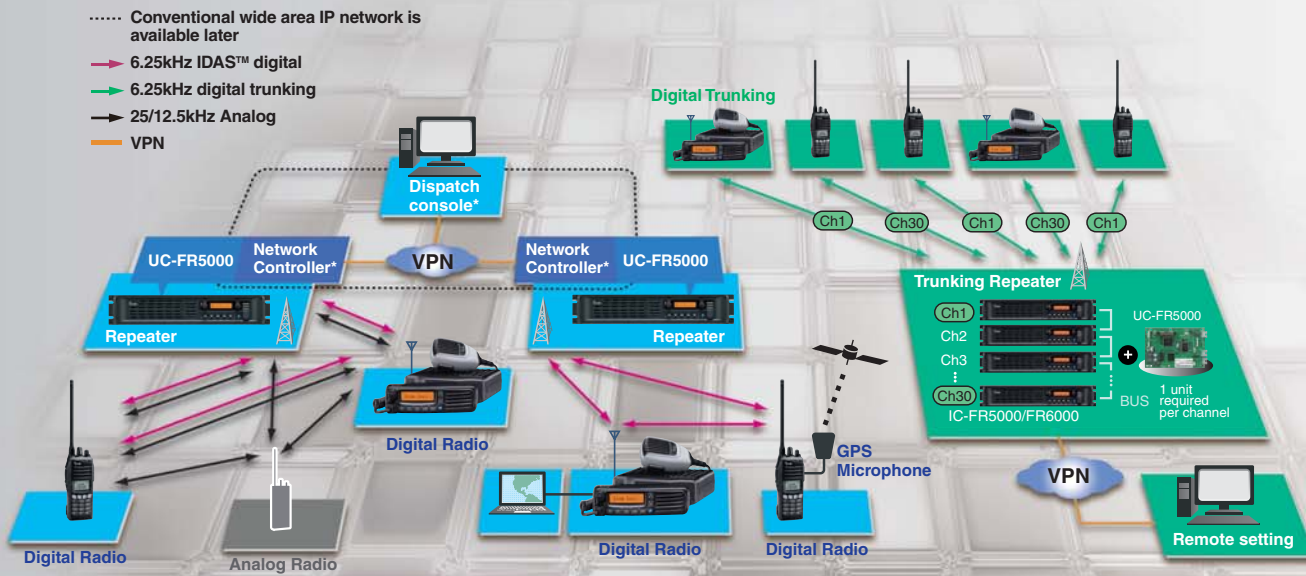 Conventional wide area IP network is
available later
6.25kHz IDAS™ digital
6.25kHz digital trunking
25/12.5kHz Analog
VPN
Digital Trunking
Dispatch
console*
UC-FR5000
Network
Controller*
VPN
Network
Controller*
UC-FR5000
Repeater
Repeater
Ch1
Ch30
Ch1
Ch30
Ch1
Trunking Repeater
Ch1
Ch2
Ch3
Ch30
UC-FR5000
+
BUS
1 unit
required
per channel
IC-FR5000/FR6000
Digital Radio
GPS
Microphone
VPN
Remote setting
Digital Radio
Analog Radio
Digital Radio
Digital Radio